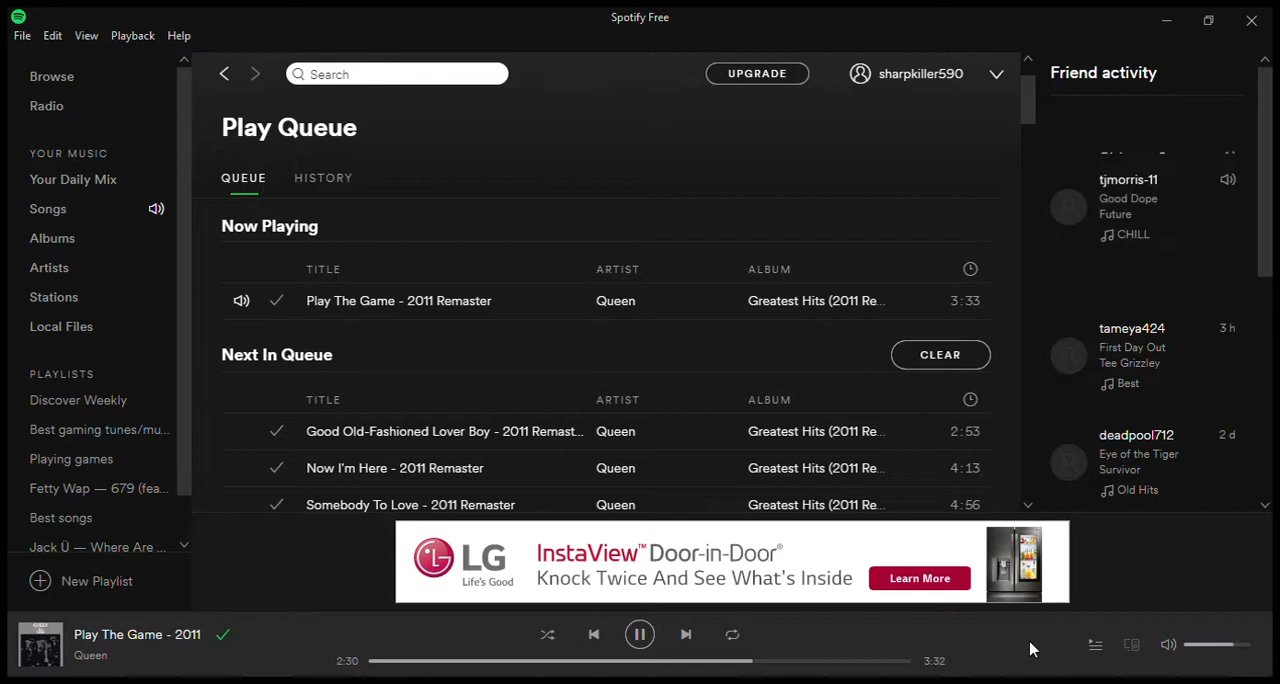 Spotify Free
File Edit View Playback Help
Browse
Radio
YOUR MUSIC
Your Daily Mix
Songs
Albums
Artists
Stations
Local Files
PLAYLISTS
Discover Weekly
Best gaming tunes/mu...
Playing games
Fetty Wap — 679 (fea...
Best songs
Jack Ü — Where Are ...
New Playlist
Search
UPGRADE
sharpkiller590
Play Queue
QUEUE HISTORY
Now Playing
TITLE ARTIST ALBUM
Play The Game - 2011 Remaster Queen Greatest Hits (2011 Re... 3:33
Next In Queue
CLEAR
TITLE ARTIST ALBUM
Good Old-Fashioned Lover Boy - 2011 Remast... Queen Greatest Hits (2011 Re... 2:53
Now I'm Here - 2011 Remaster Queen Greatest Hits (2011 Re... 4:13
Somebody To Love - 2011 Remaster Queen Greatest Hits (2011 Re... 4:56
Friend activity
tjmorris-11
Good Dope
Future
CHILL
tameya424 3 h
First Day Out
Tee Grizzley
Best
deadpool712 2 d
Eye of the Tiger
Survivor
Old Hits
LG
Life's Good
InstaView™ Door-in-Door®
Knock Twice And See What's Inside
Learn More
Play The Game - 2011
Queen
2:30 3:32